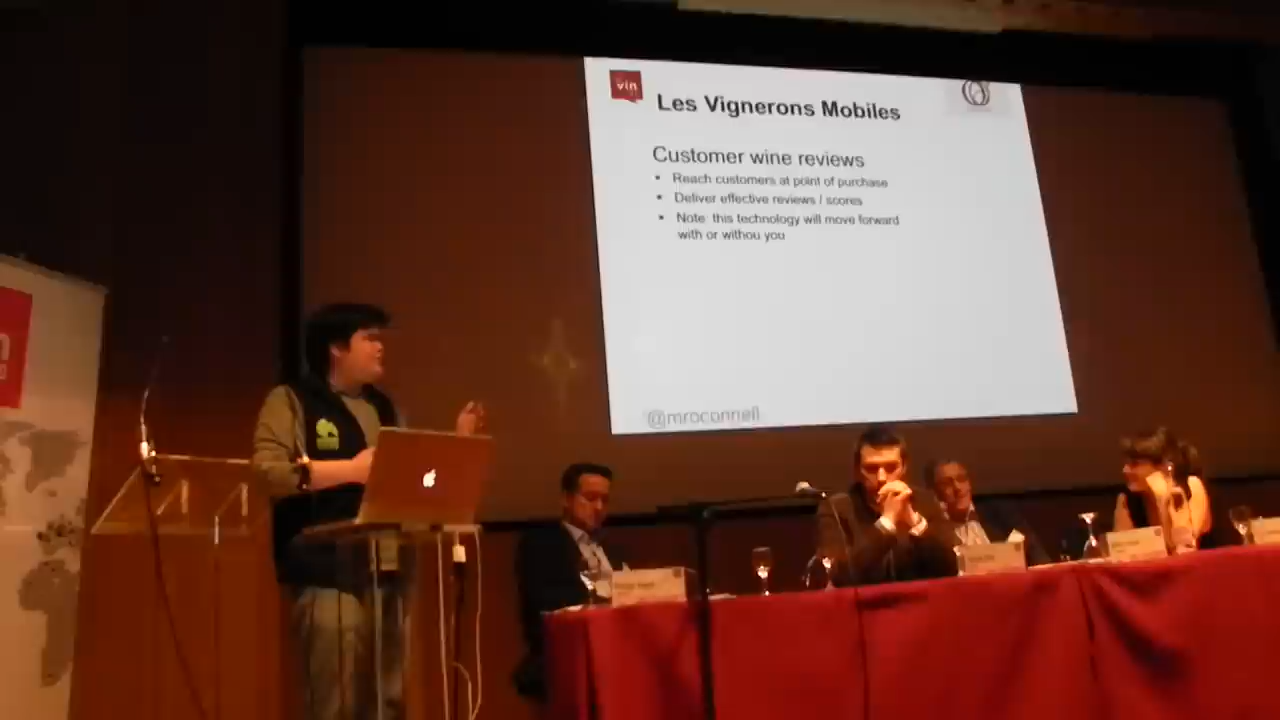 vin
Les Vignerons Mobiles
Customer wine reviews
• Reach customers at point of purchase
• Deliver effective reviews / scores
• Note: this technology will move forward
with or withou you
@mroconnell